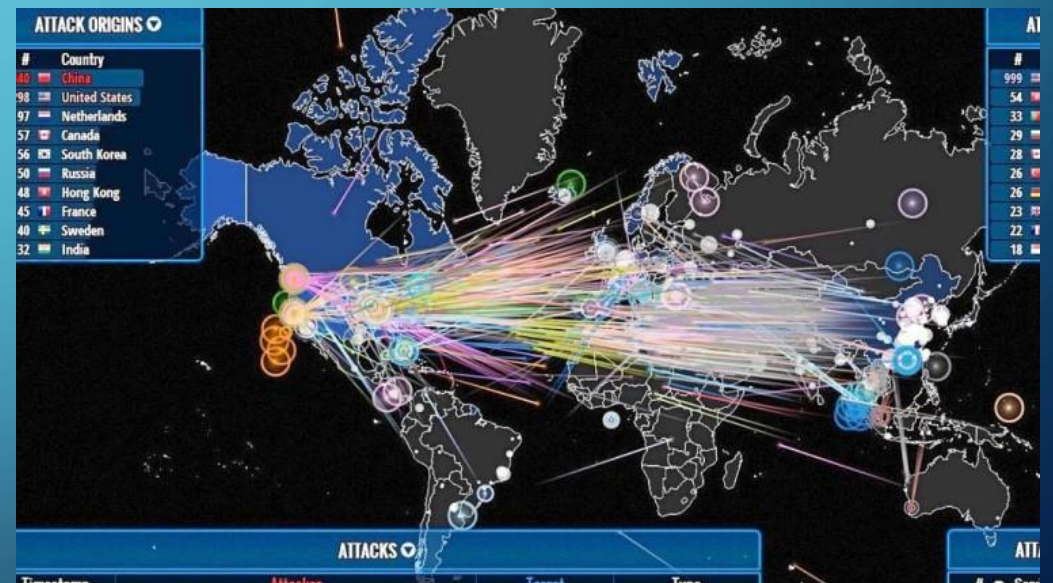 ATTACK ORIGINS
# Country
40 China
98 United States
97 Netherlands
57 Canada
56 South Korea
50 Russia
48 Hong Kong
45 France
40 Sweden
32 India
#
999
54
33
29
28
26
26
23
22
18
ATTACKS
Timestamp Attacker Target Type